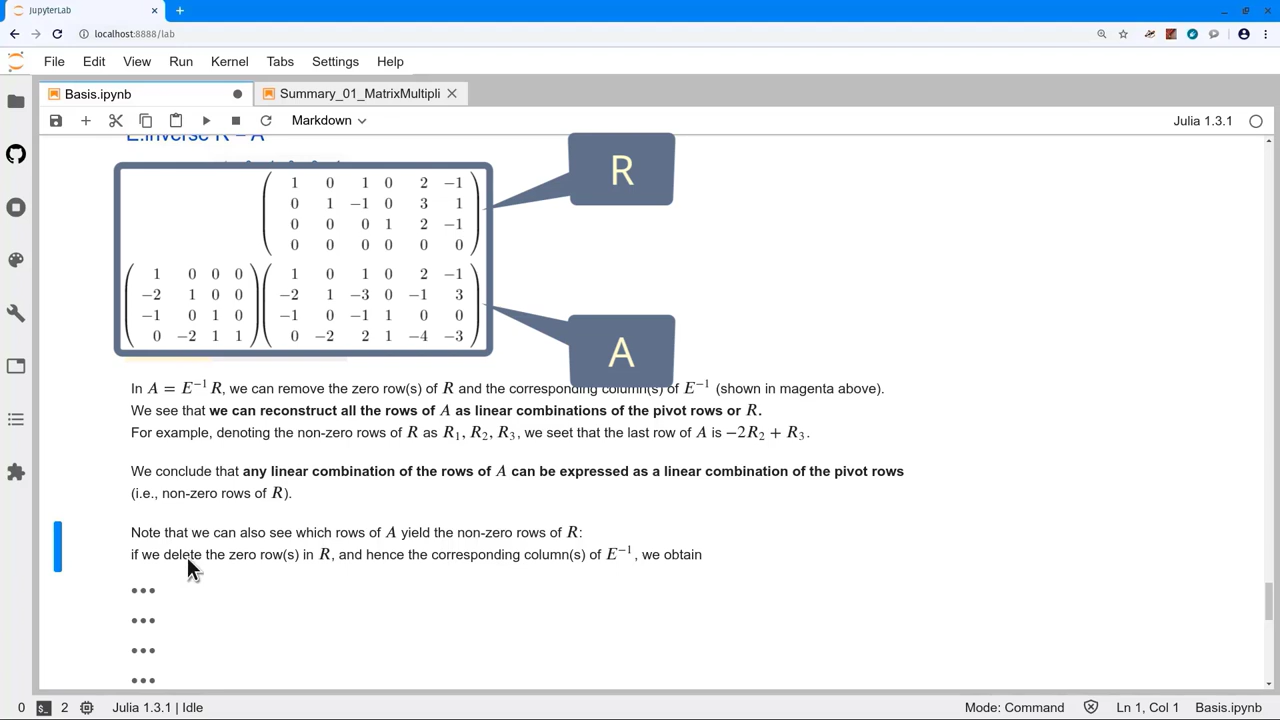 JupyterLab
localhost:8888/lab
File Edit View Run Kernel Tabs Settings Help
Basis.ipynb
Summary_01_MatrixMultipli
Markdown
Julia 1.3.1
E.inverse R = A
R
1 0 1 0 2 −1
0 1 −1 0 3 1
0 0 0 1 2 −1
0 0 0 0 0 0
1 0 0 0 1 0 1 0 2 −1
−2 1 0 0 −2 1 −3 0 −1 3
−1 0 1 0 −1 0 −1 1 0 0
0 −2 1 1 0 −2 2 1 −4 −3
A
In A = E⁻¹ R, we can remove the zero row(s) of R and the corresponding column(s) of E⁻¹ (shown in magenta above).
We see that we can reconstruct all the rows of A as linear combinations of the pivot rows or R.
For example, denoting the non-zero rows of R as R₁, R₂, R₃, we seet that the last row of A is −2R₂ + R₃.
We conclude that any linear combination of the rows of A can be expressed as a linear combination of the pivot rows
(i.e., non-zero rows of R).
Note that we can also see which rows of A yield the non-zero rows of R:
if we delete the zero row(s) in R, and hence the corresponding column(s) of E⁻¹, we obtain
0 2 Julia 1.3.1 | Idle
Mode: Command Ln 1, Col 1 Basis.ipynb